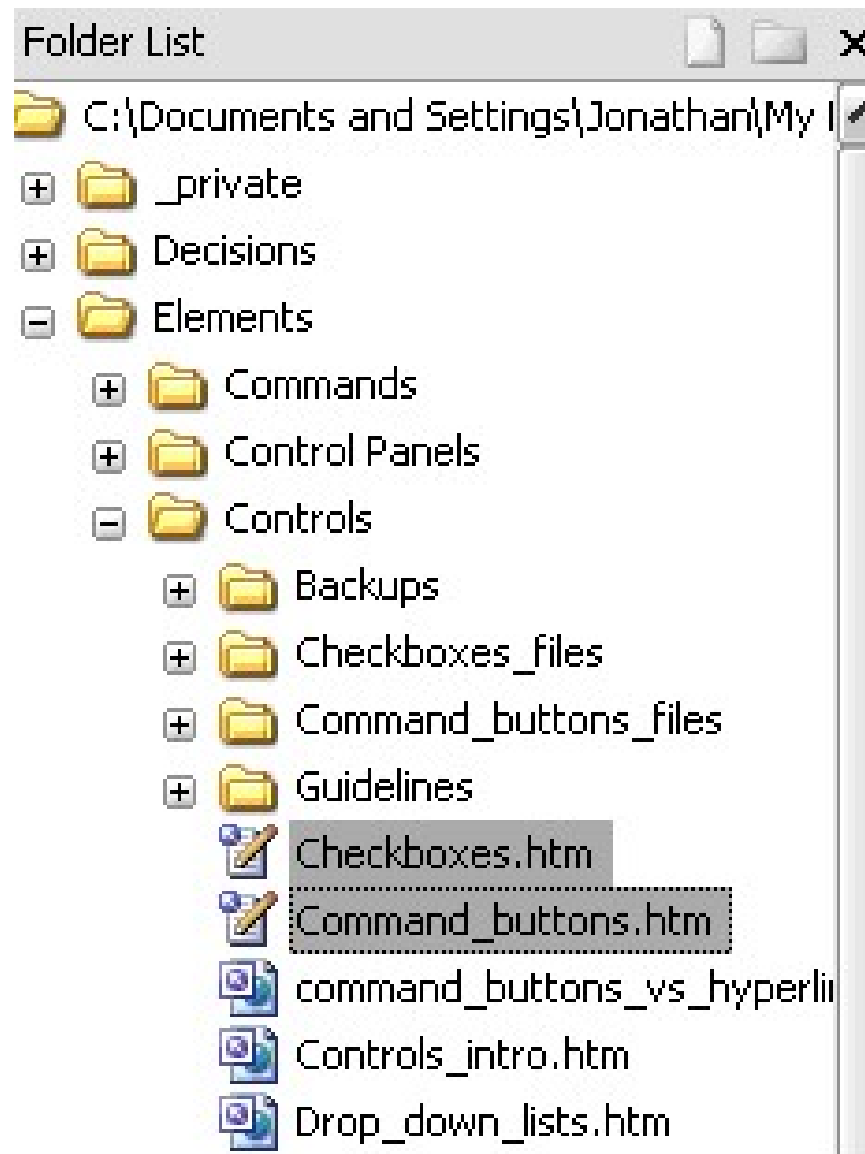 Folder List
C:\Documents and Settings\Jonathan\My
_private
Decisions
Elements
Commands
Control Panels
Controls
Backups
Checkboxes_files
Command_buttons_files
Guidelines
Checkboxes.htm
Command_buttons.htm
command_buttons_vs_hyperlin
Controls_intro.htm
Drop_down_lists.htm